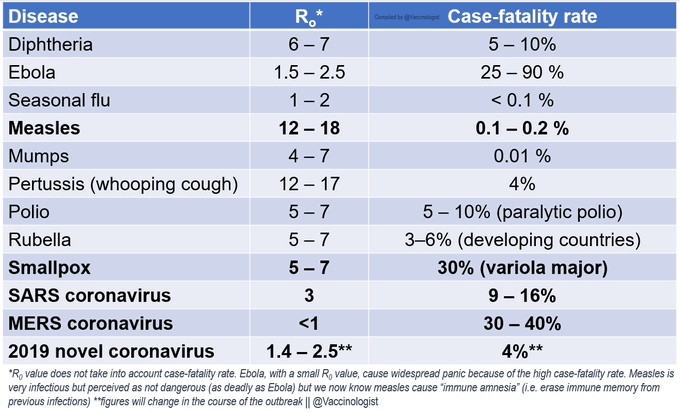 Disease R₀* Compiled by @Vaccinologist Case-fatality rate
Diphtheria 6 – 7 5 – 10%
Ebola 1.5 – 2.5 25 – 90 %
Seasonal flu 1 – 2 < 0.1 %
Measles 12 – 18 0.1 – 0.2 %
Mumps 4 – 7 0.01 %
Pertussis (whooping cough) 12 – 17 4%
Polio 5 - 7 5 – 10% (paralytic polio)
Rubella 5 - 7 3–6% (developing countries)
Smallpox 5 – 7 30% (variola major)
SARS coronavirus 3 9 – 16%
MERS coronavirus <1 30 – 40%
2019 novel coronavirus 1.4 – 2.5** 4%**
*R₀ value does not take into account case-fatality rate. Ebola, with a small R₀ value, cause widespread panic because of the high case-fatality rate. Measles is
very infectious but perceived as not dangerous (as deadly as Ebola) but we now know measles cause “immune amnesia” (i.e. erase immune memory from
previous infections) **figures will change in the course of the outbreak || @Vaccinologist